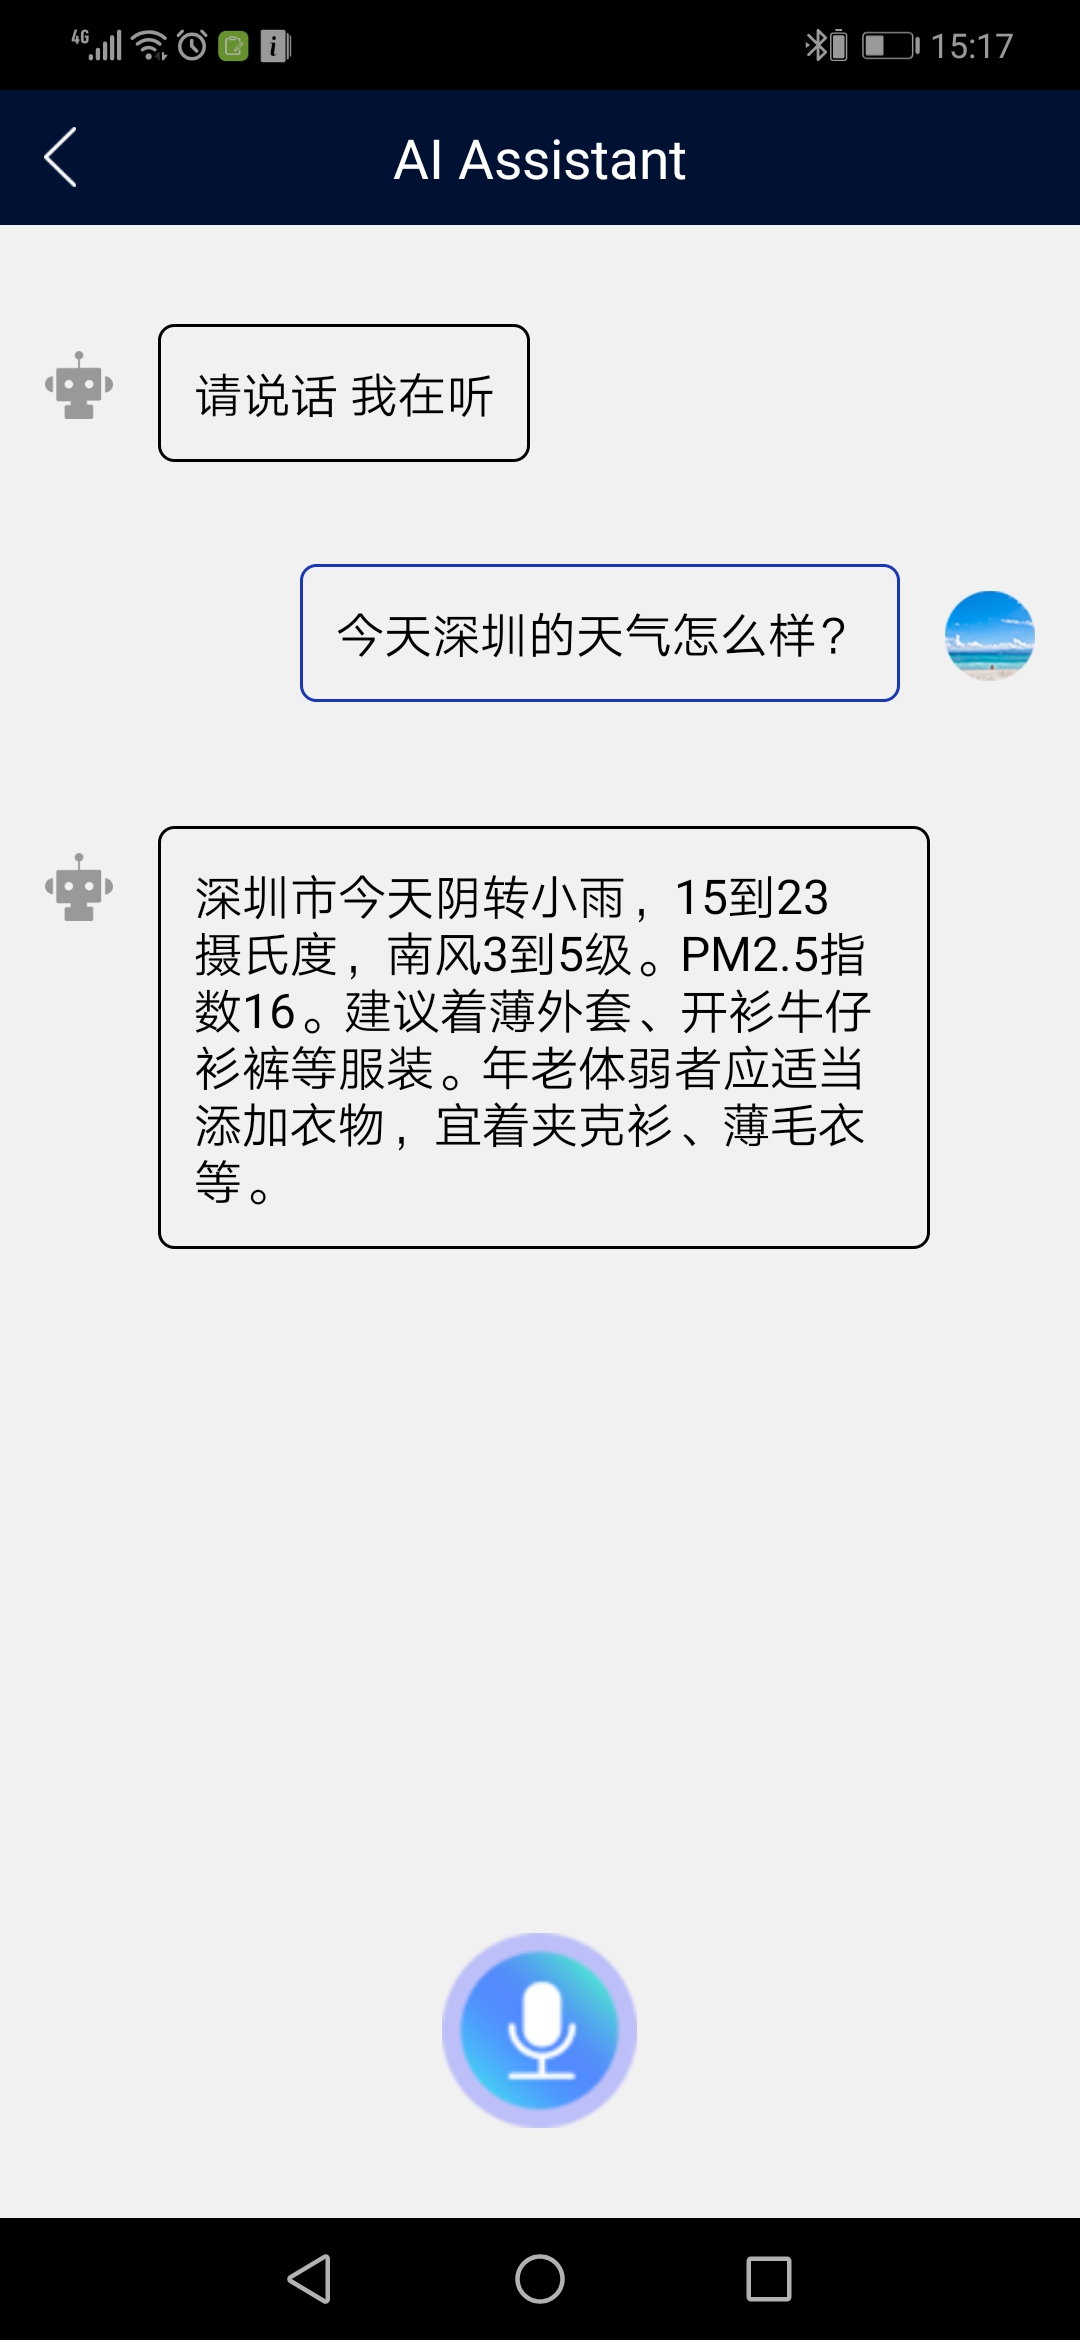 4G 15:17
AI Assistant
请说话 我在听
今天深圳的天气怎么样?
深圳市今天阴转小雨，15到23
摄氏度，南风3到5级。PM2.5指
数16。建议着薄外套、开衫牛仔
衫裤等服装。年老体弱者应适当
添加衣物，宜着夹克衫、薄毛衣
等。